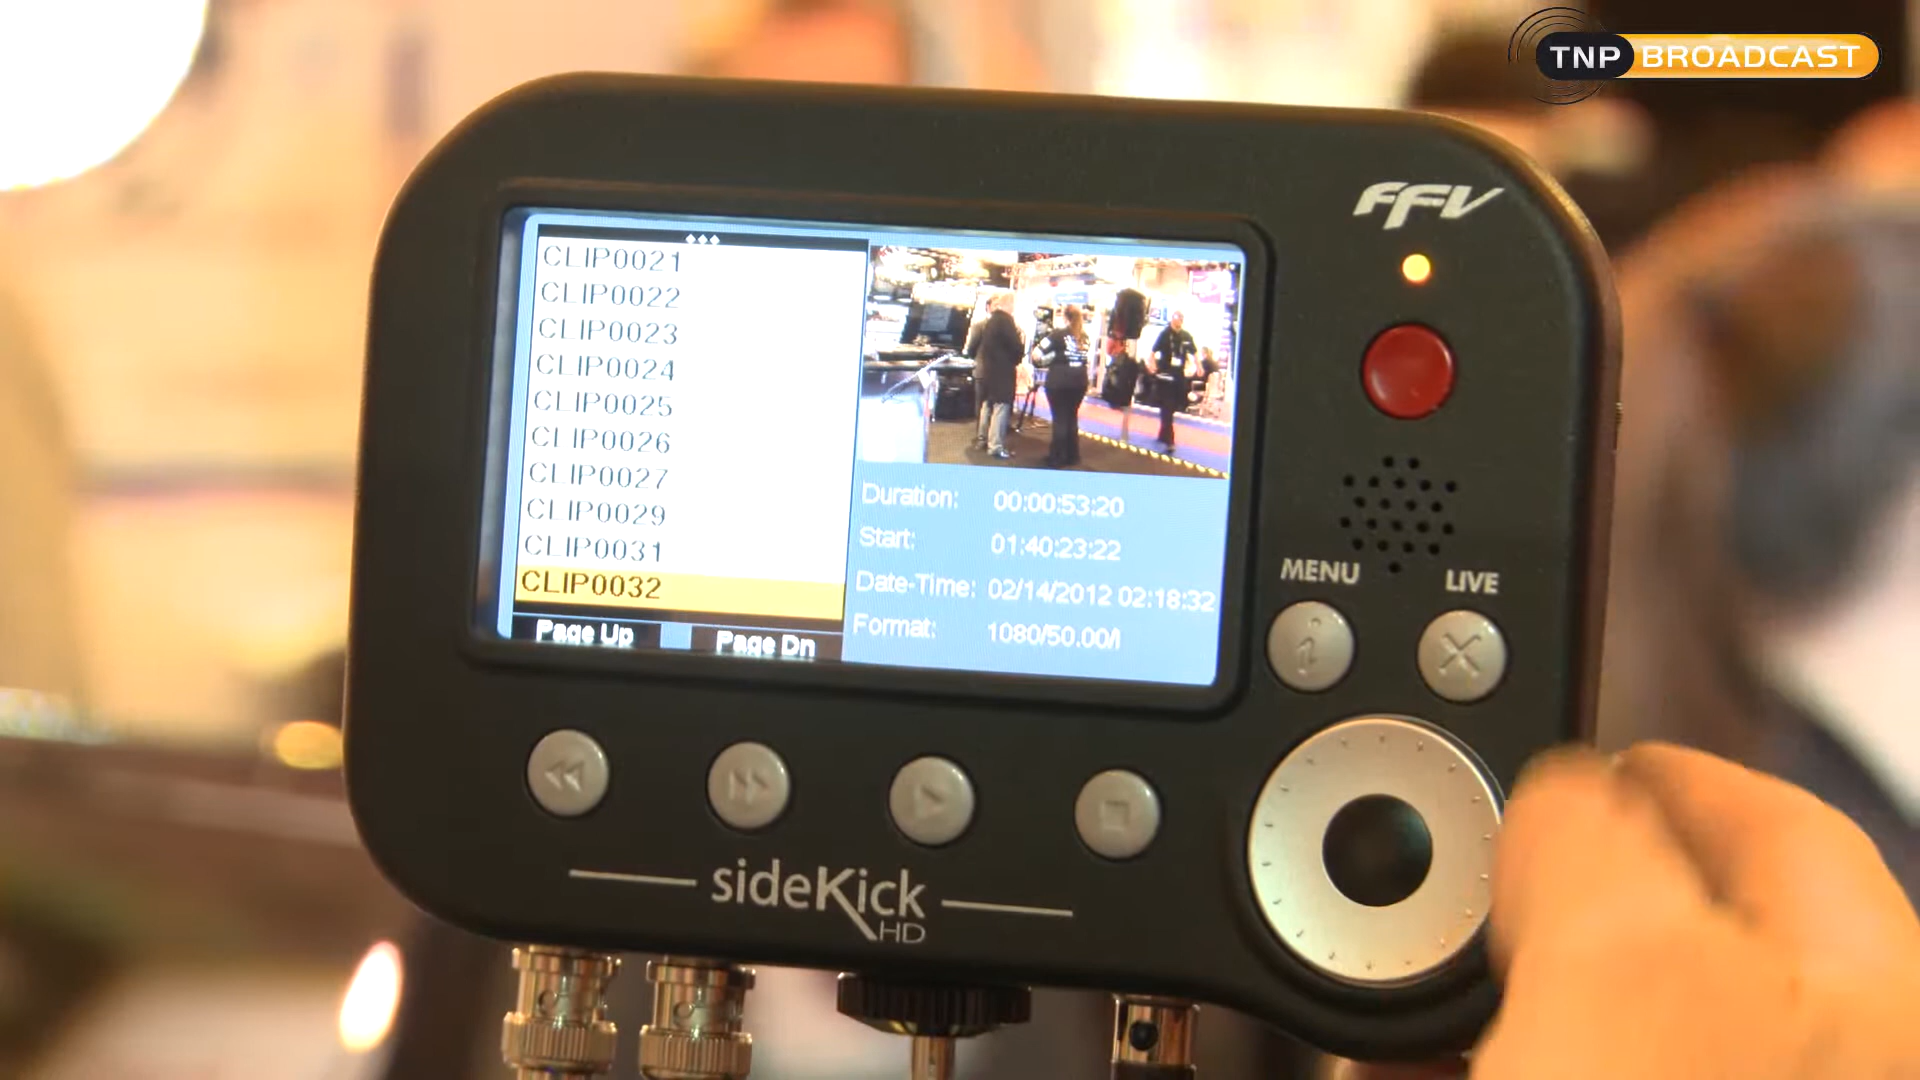 TNP BROADCAST
FFV
CLIP0021
CLIP0022
CLIP0023
CLIP0024
CLIP0025
CLIP0026
CLIP0027
CLIP0029
CLIP0031
CLIP0032
Page Up Page Dn
Duration: 00:00:53:20
Start: 01:40:23:22
Date-Time: 02/14/2012 02:18:32
Format: 1080/50.00/I
MENU LIVE
sideKick
HD